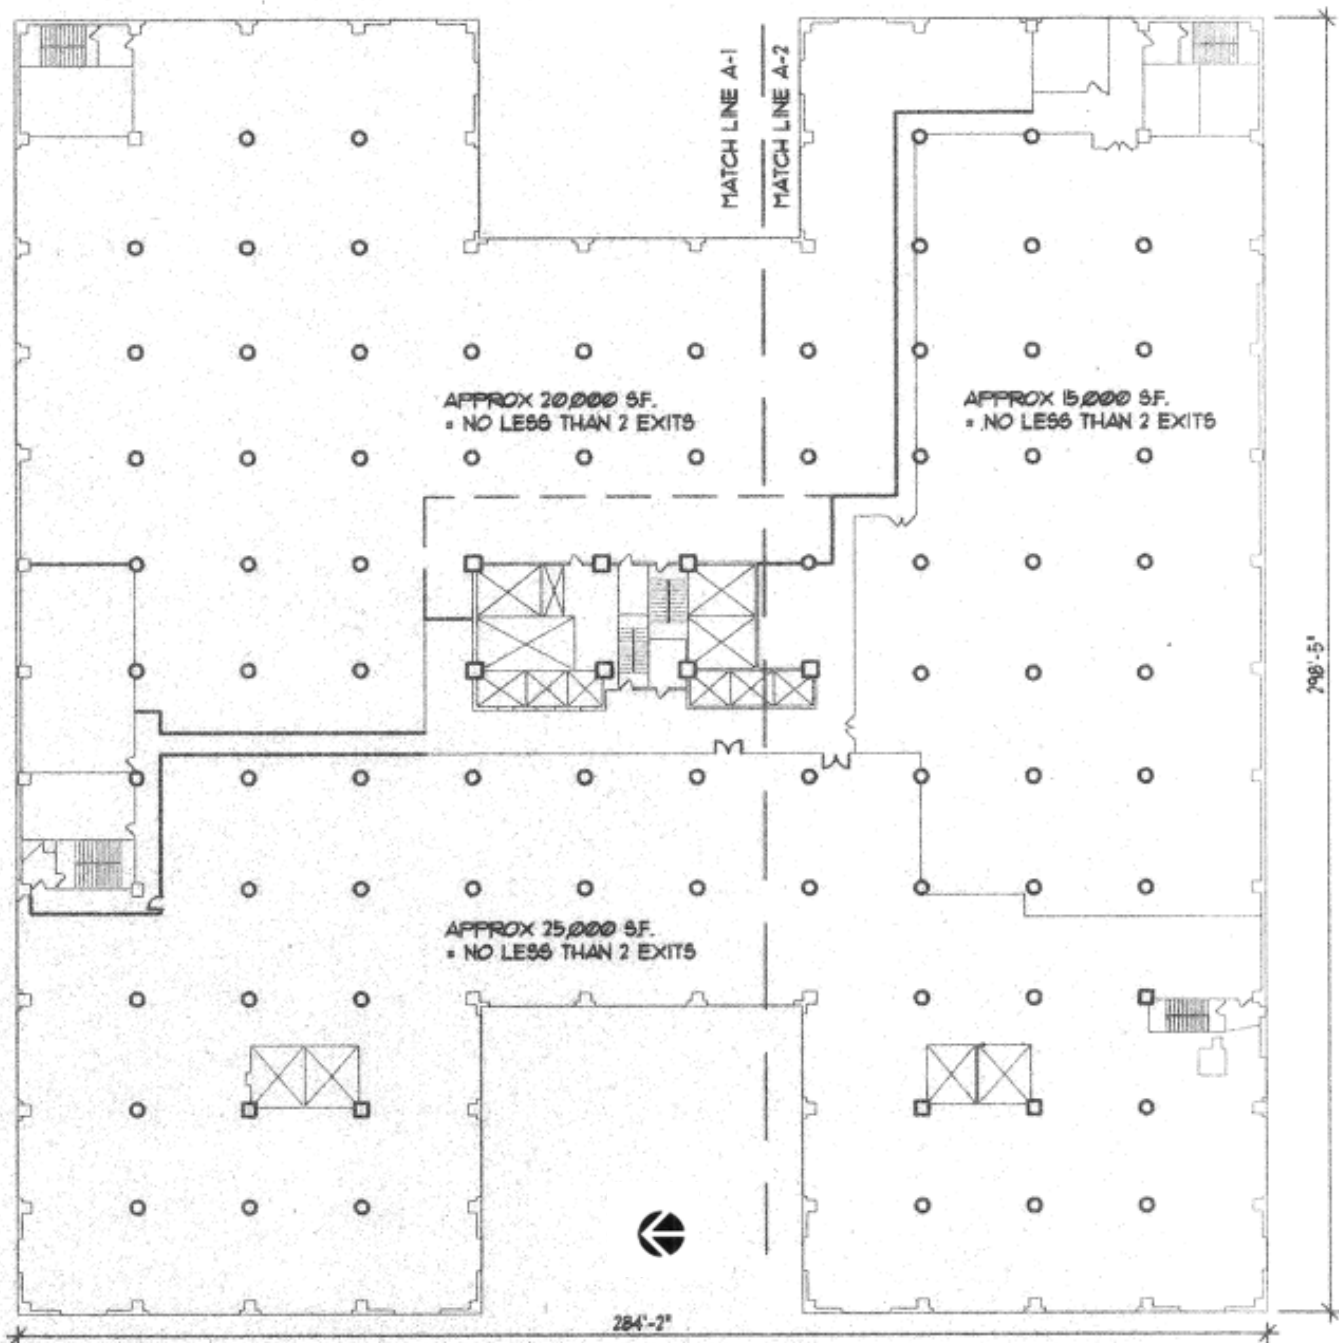 MATCH LINE A-1
MATCH LINE A-2
APPROX 20,000 S.F.
= NO LESS THAN 2 EXITS
APPROX 15,000 S.F.
= NO LESS THAN 2 EXITS
298'-5"
APPROX 25,000 S.F.
= NO LESS THAN 2 EXITS
284'-2"